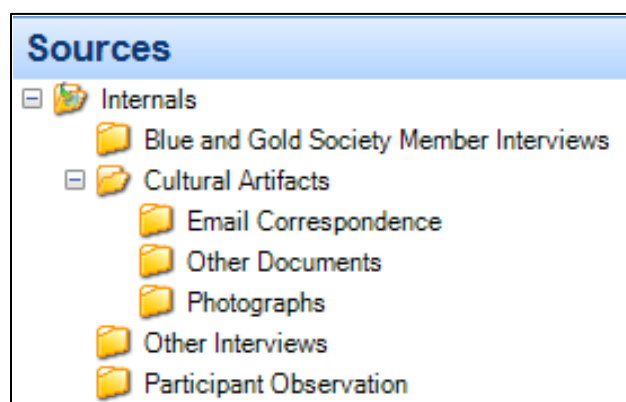 Sources
Internals
Blue and Gold Society Member Interviews
Cultural Artifacts
Email Correspondence
Other Documents
Photographs
Other Interviews
Participant Observation